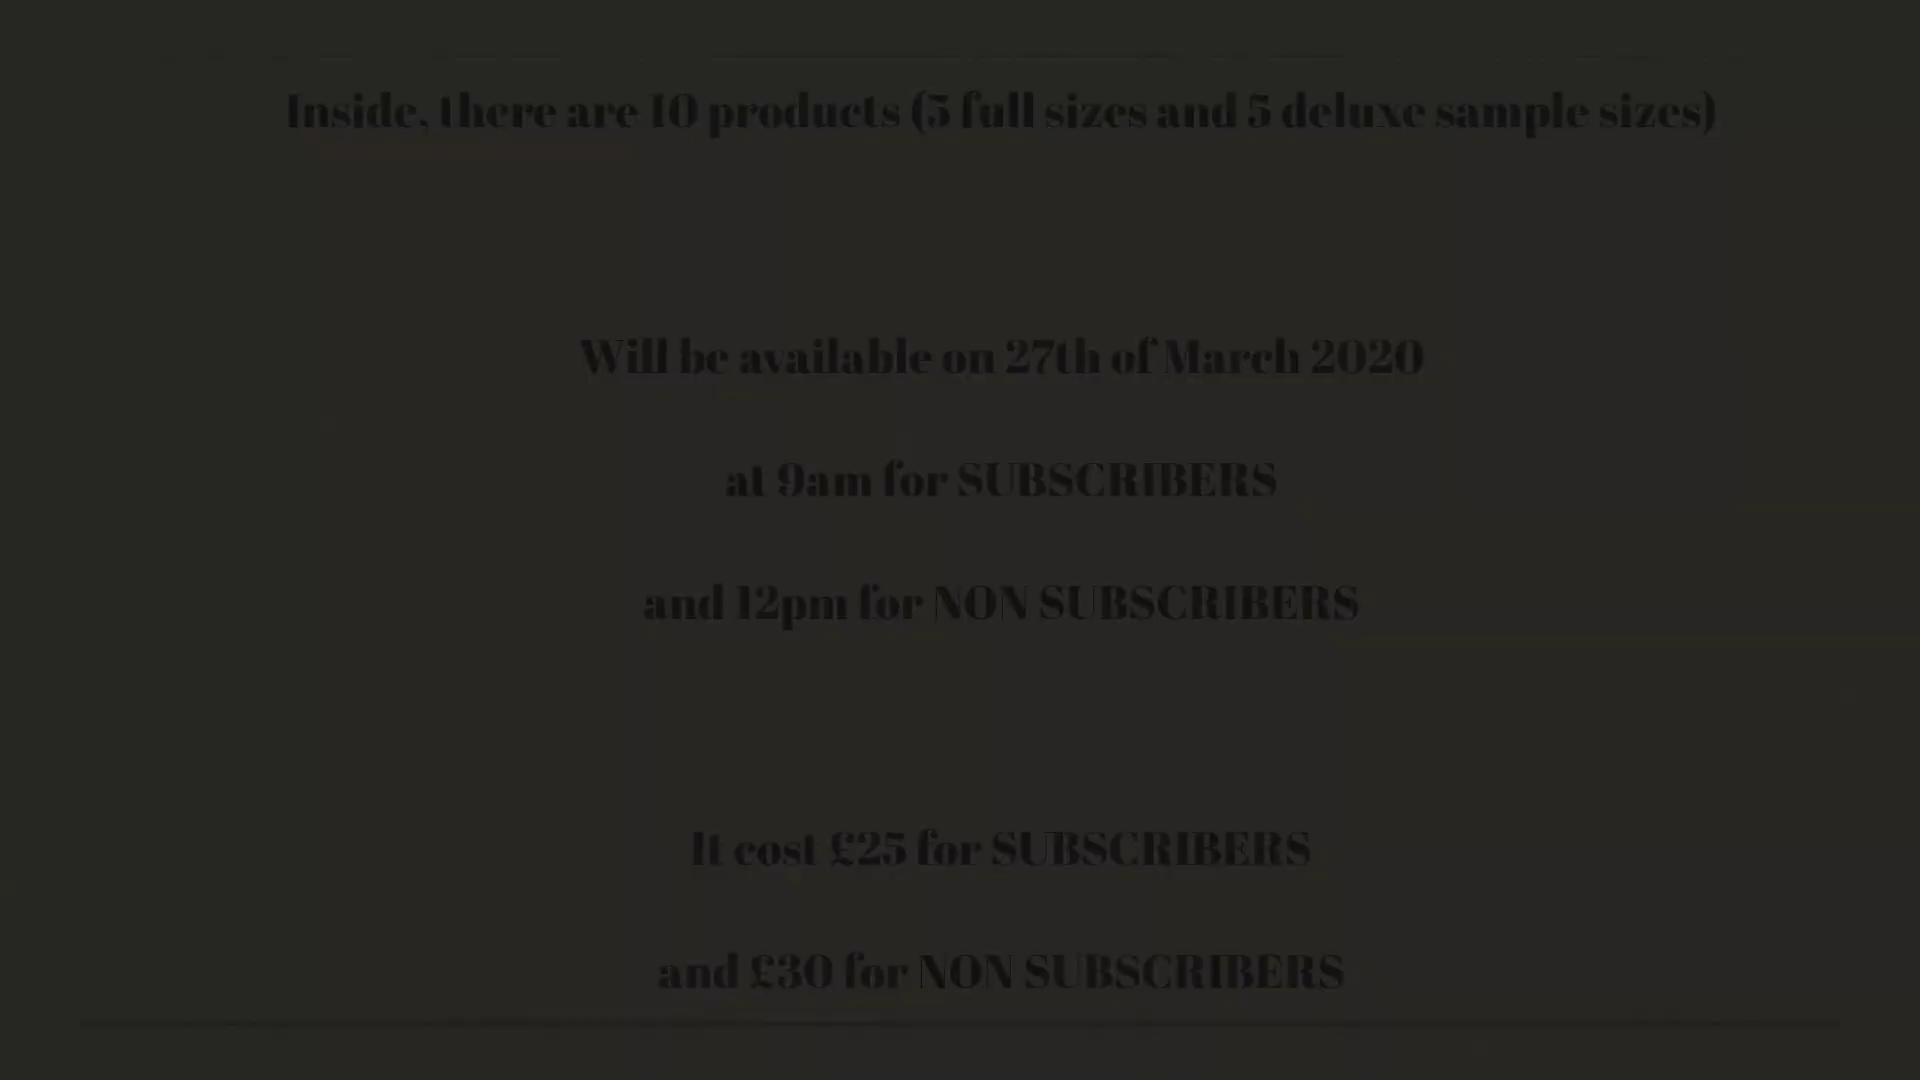 Inside, there are 10 products (5 full sizes and 5 deluxe sample sizes)
Will be available on 27th of March 2020
at 9am for SUBSCRIBERS
and 12pm for NON SUBSCRIBERS
It cost £25 for SUBSCRIBERS
and £30 for NON SUBSCRIBERS